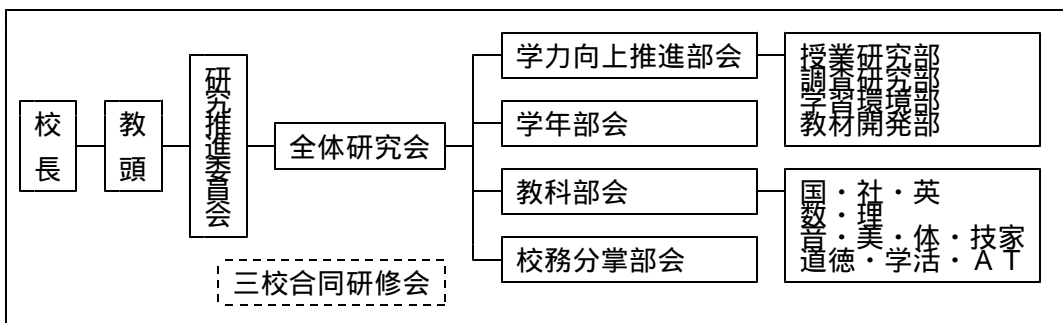 校長
教頭
研究推進委員会
全体研究会
学力向上推進部会
授業研究部
調査研究部
学習環境部
教材開発部
学年部会
教科部会
国・社・英
数・理
音・美・体・技家
道徳・学活・ＡＴ
校務分掌部会
三校合同研修会